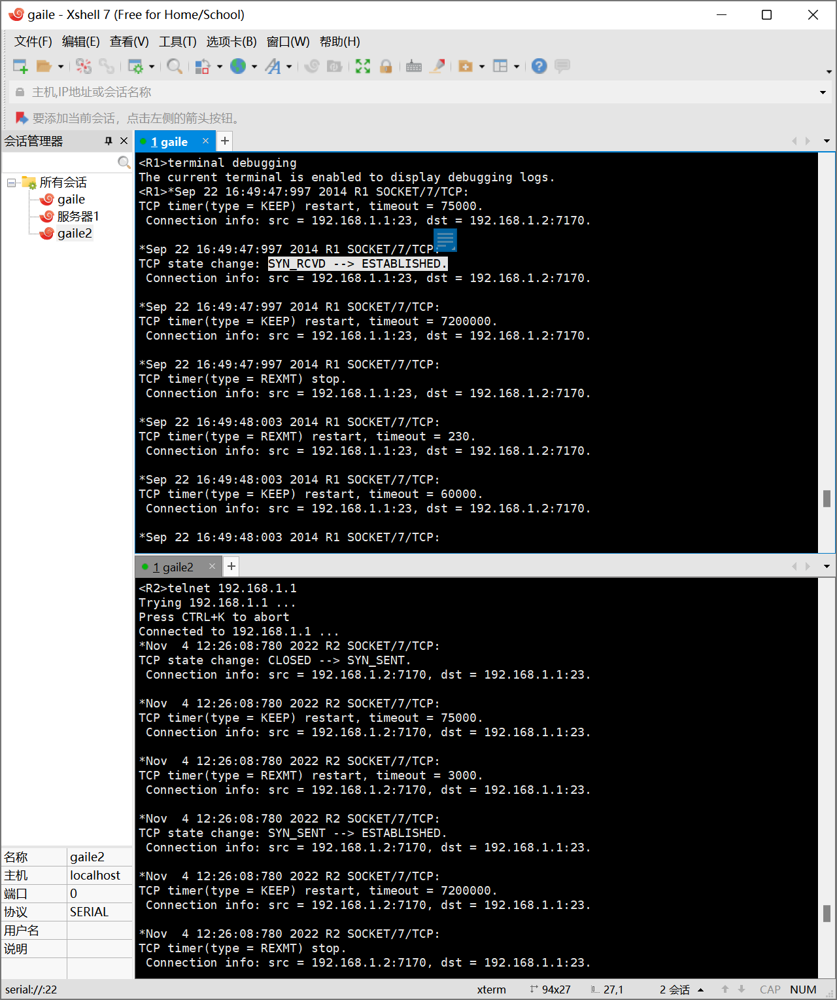 gaile - Xshell 7 (Free for Home/School)
文件(F) 编辑(E) 查看(V) 工具(T) 选项卡(B) 窗口(W) 帮助(H)
主机,IP地址或会话名称
要添加当前会话，点击左侧的箭头按钮。
会话管理器
所有会话
gaile
服务器1
gaile2
名称 gaile2
主机 localhost
端口 0
协议 SERIAL
用户名
说明
1 gaile
<R1>terminal debugging
The current terminal is enabled to display debugging logs.
<R1>*Sep 22 16:49:47:997 2014 R1 SOCKET/7/TCP:
TCP timer(type = KEEP) restart, timeout = 75000.
Connection info: src = 192.168.1.1:23, dst = 192.168.1.2:7170.
*Sep 22 16:49:47:997 2014 R1 SOCKET/7/TCP:
TCP state change: SYN_RCVD --> ESTABLISHED.
Connection info: src = 192.168.1.1:23, dst = 192.168.1.2:7170.
*Sep 22 16:49:47:997 2014 R1 SOCKET/7/TCP:
TCP timer(type = KEEP) restart, timeout = 7200000.
Connection info: src = 192.168.1.1:23, dst = 192.168.1.2:7170.
*Sep 22 16:49:47:997 2014 R1 SOCKET/7/TCP:
TCP timer(type = REXMT) stop.
Connection info: src = 192.168.1.1:23, dst = 192.168.1.2:7170.
*Sep 22 16:49:48:003 2014 R1 SOCKET/7/TCP:
TCP timer(type = REXMT) restart, timeout = 230.
Connection info: src = 192.168.1.1:23, dst = 192.168.1.2:7170.
*Sep 22 16:49:48:003 2014 R1 SOCKET/7/TCP:
TCP timer(type = KEEP) restart, timeout = 60000.
Connection info: src = 192.168.1.1:23, dst = 192.168.1.2:7170.
*Sep 22 16:49:48:003 2014 R1 SOCKET/7/TCP:
1 gaile2
<R2>telnet 192.168.1.1
Trying 192.168.1.1 ...
Press CTRL+K to abort
Connected to 192.168.1.1 ...
*Nov  4 12:26:08:780 2022 R2 SOCKET/7/TCP:
TCP state change: CLOSED --> SYN_SENT.
Connection info: src = 192.168.1.2:7170, dst = 192.168.1.1:23.
*Nov  4 12:26:08:780 2022 R2 SOCKET/7/TCP:
TCP timer(type = KEEP) restart, timeout = 75000.
Connection info: src = 192.168.1.2:7170, dst = 192.168.1.1:23.
*Nov  4 12:26:08:780 2022 R2 SOCKET/7/TCP:
TCP timer(type = REXMT) restart, timeout = 3000.
Connection info: src = 192.168.1.2:7170, dst = 192.168.1.1:23.
*Nov  4 12:26:08:780 2022 R2 SOCKET/7/TCP:
TCP state change: SYN_SENT --> ESTABLISHED.
Connection info: src = 192.168.1.2:7170, dst = 192.168.1.1:23.
*Nov  4 12:26:08:780 2022 R2 SOCKET/7/TCP:
TCP timer(type = KEEP) restart, timeout = 7200000.
Connection info: src = 192.168.1.2:7170, dst = 192.168.1.1:23.
*Nov  4 12:26:08:780 2022 R2 SOCKET/7/TCP:
TCP timer(type = REXMT) stop.
Connection info: src = 192.168.1.2:7170, dst = 192.168.1.1:23.
serial://:22 xterm 94x27 27,1 2 会话 CAP NUM